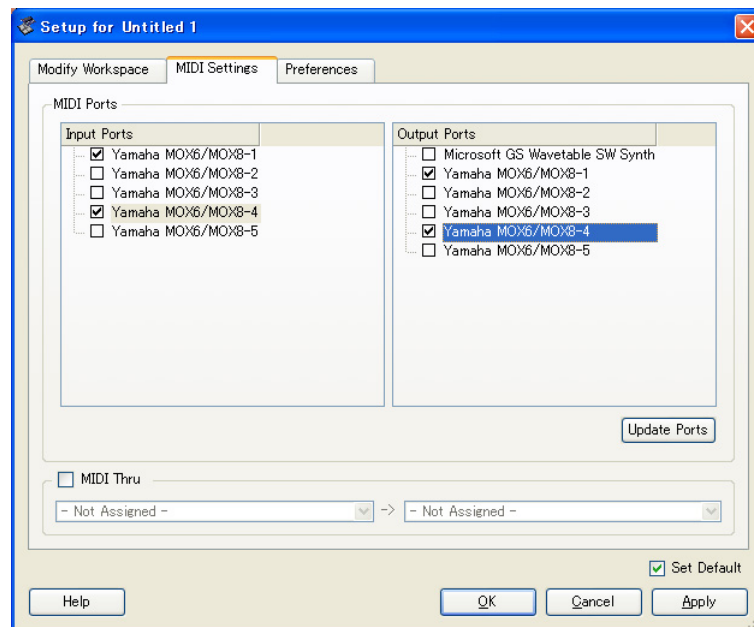 Setup for Untitled 1
Modify Workspace
MIDI Settings
Preferences
MIDI Ports
Input Ports
Yamaha MOX6/MOX8-1
Yamaha MOX6/MOX8-2
Yamaha MOX6/MOX8-3
Yamaha MOX6/MOX8-4
Yamaha MOX6/MOX8-5
Output Ports
Microsoft GS Wavetable SW Synth
Yamaha MOX6/MOX8-1
Yamaha MOX6/MOX8-2
Yamaha MOX6/MOX8-3
Yamaha MOX6/MOX8-4
Yamaha MOX6/MOX8-5
Update Ports
MIDI Thru
- Not Assigned -
->
- Not Assigned -
Set Default
Help
OK
Cancel
Apply